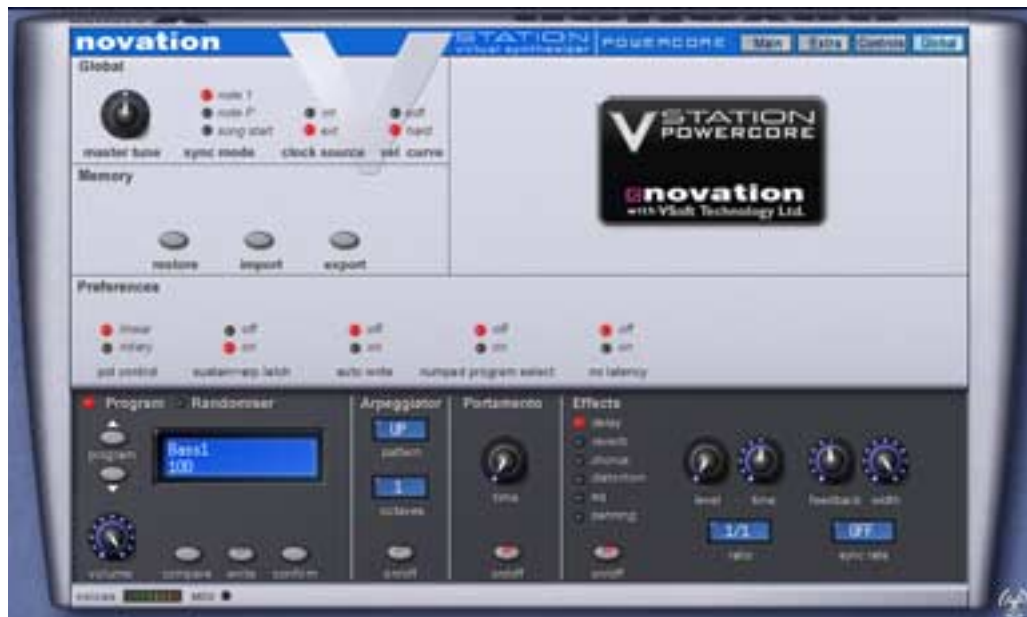 novation
STATION
virtual synthesizer
POWERCORE
Main
Extra
Controls
Global
Global
note 1
note P
song start
int
ext
soft
hard
master tune
sync mode
clock source
vel curve
Memory
restore
import
export
V STATION
POWERCORE
novation
with VSoft Technology Ltd.
Preferences
linear
rotary
off
on
off
on
off
on
off
on
pot control
sustain-arp latch
auto write
numpad program select
no latency
Program
Randomiser
program
Bass1
100
volume
compare
write
confirm
Arpeggiator
UP
pattern
1
octaves
on/off
Portamento
time
on/off
Effects
delay
reverb
chorus
distortion
eq
panning
on/off
level
time
feedback
width
1/1
ratio
OFF
sync rate
voices
MIDI